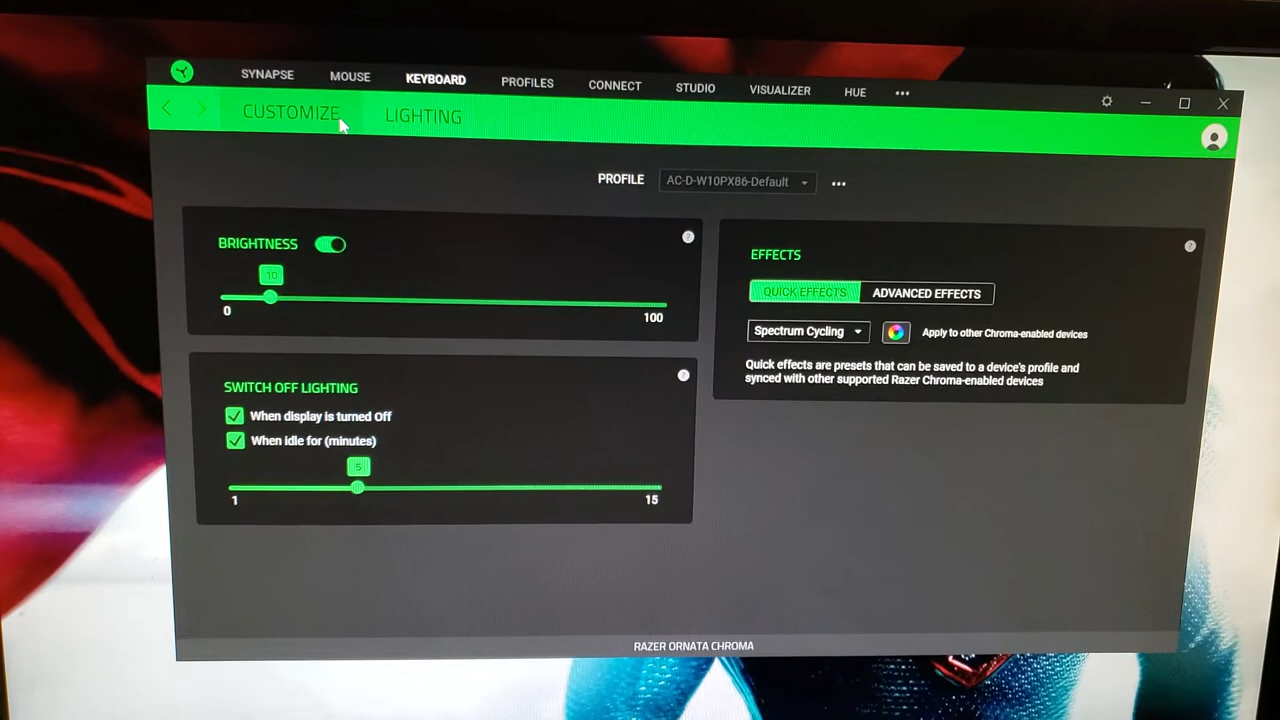 SYNAPSE MOUSE KEYBOARD PROFILES CONNECT STUDIO VISUALIZER HUE
CUSTOMIZE LIGHTING
PROFILE AC-D-W10PX86-Default
BRIGHTNESS
10
0 100
SWITCH OFF LIGHTING
When display is turned Off
When idle for (minutes)
5
1 15
EFFECTS
QUICK EFFECTS ADVANCED EFFECTS
Spectrum Cycling Apply to other Chroma-enabled devices
Quick effects are presets that can be saved to a device's profile and
synced with other supported Razer Chroma-enabled devices
RAZER ORNATA CHROMA